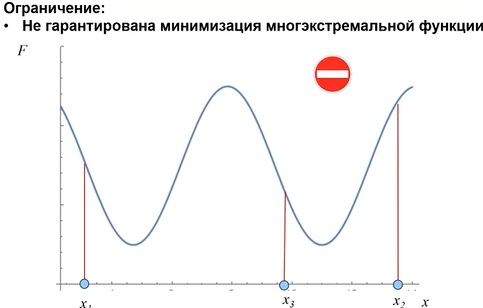 Ограничение:
• Не гарантирована минимизация многэкстремальной функции
F
x₁ x₃ x₂ x